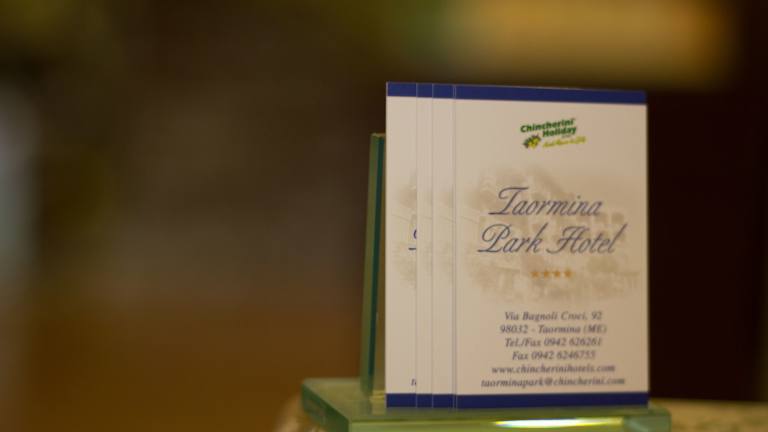 Chincherini
Holiday
Taormina
Park Hotel
Via Bagnoli Croci, 92
98032 - Taormina (ME)
Tel./Fax 0942 626261
Fax 0942 6246755
www.chincherinihotels.com
taorminapark@chincherini.com